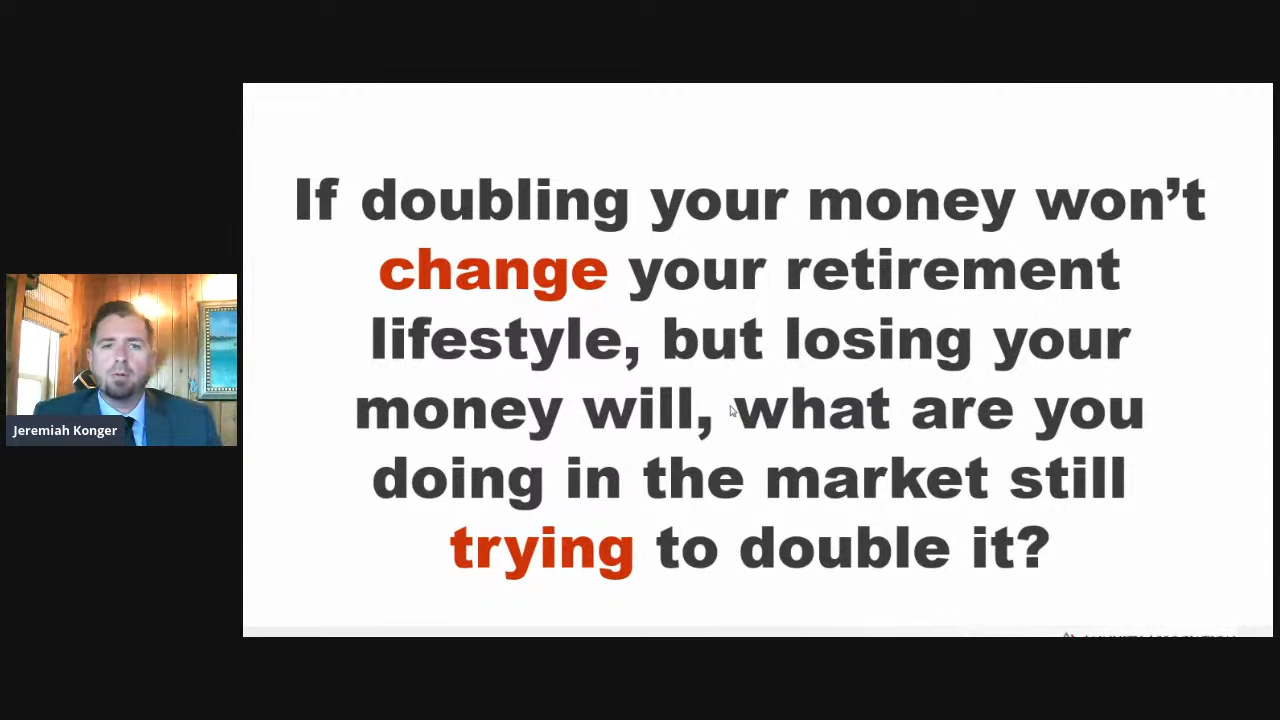 If doubling your money won’t
change your retirement
lifestyle, but losing your
money will, what are you
doing in the market still
trying to double it?
Jeremiah Konger